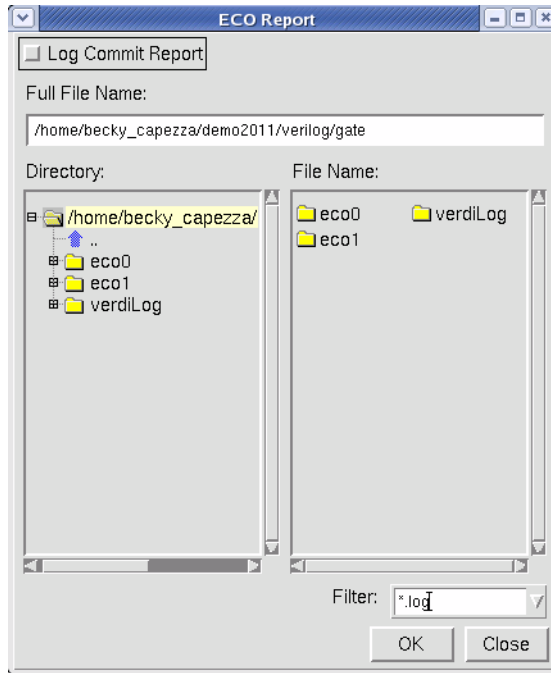 ECO Report
Log Commit Report
Full File Name:
/home/becky_capezza/demo2011/verilog/gate
Directory:
File Name:
/home/becky_capezza/
..
eco0
eco1
verdiLog
eco0
verdiLog
eco1
Filter:
*.log
OK
Close